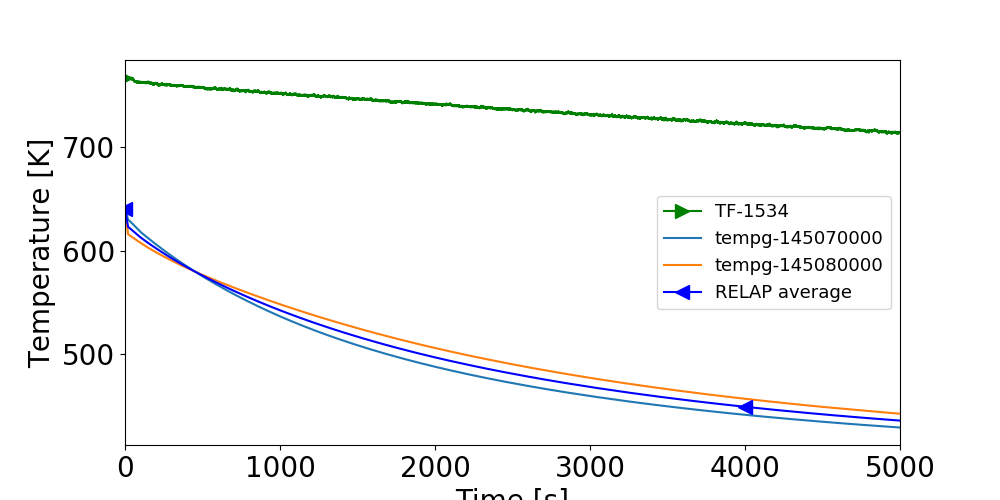 Temperature [K]
700
600
500
TF-1534
tempg-145070000
tempg-145080000
RELAP average
0 1000 2000 3000 4000 5000
Time [s]